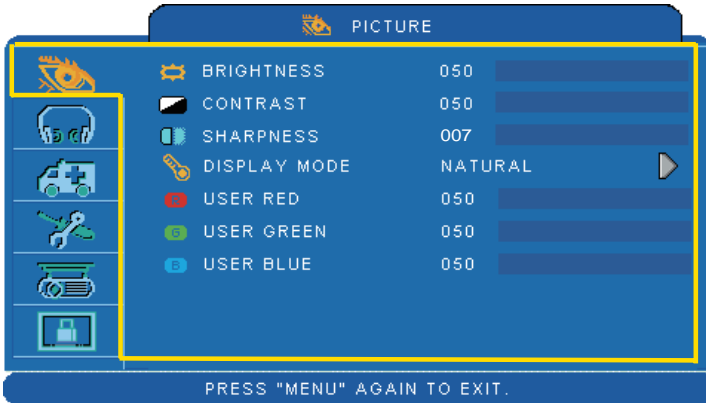 PICTURE
BRIGHTNESS 050
CONTRAST 050
SHARPNESS 007
DISPLAY MODE NATURAL
R USER RED 050
G USER GREEN 050
B USER BLUE 050
PRESS "MENU" AGAIN TO EXIT.